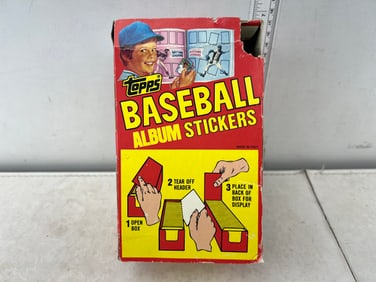 topps
BASEBALL
ALBUM STICKERS
2 TEAR OFF
HEADER
3 PLACE IN
BACK OF
BOX FOR
DISPLAY
1 OPEN
BOX